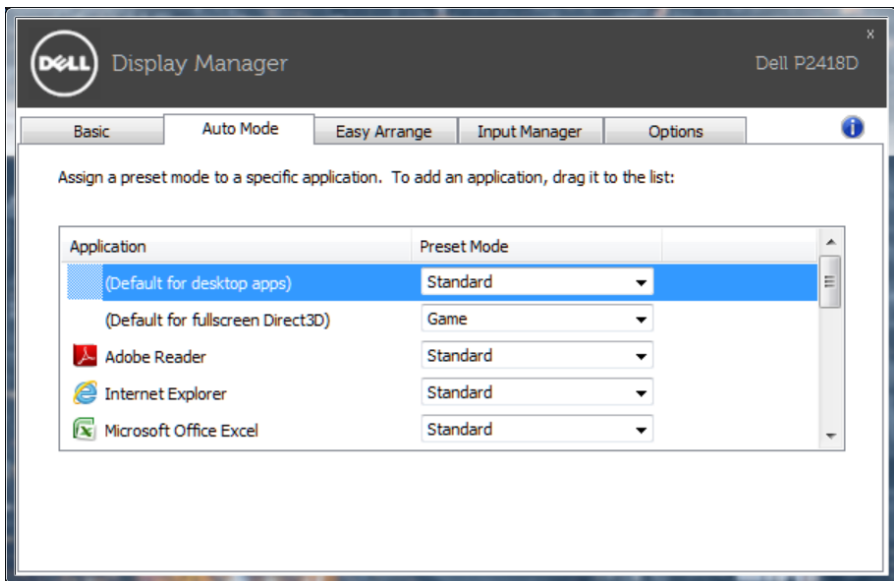 x
DELL Display Manager Dell P2418D
Basic Auto Mode Easy Arrange Input Manager Options
Assign a preset mode to a specific application. To add an application, drag it to the list:
Application Preset Mode
(Default for desktop apps) Standard
(Default for fullscreen Direct3D) Game
Adobe Reader Standard
Internet Explorer Standard
Microsoft Office Excel Standard